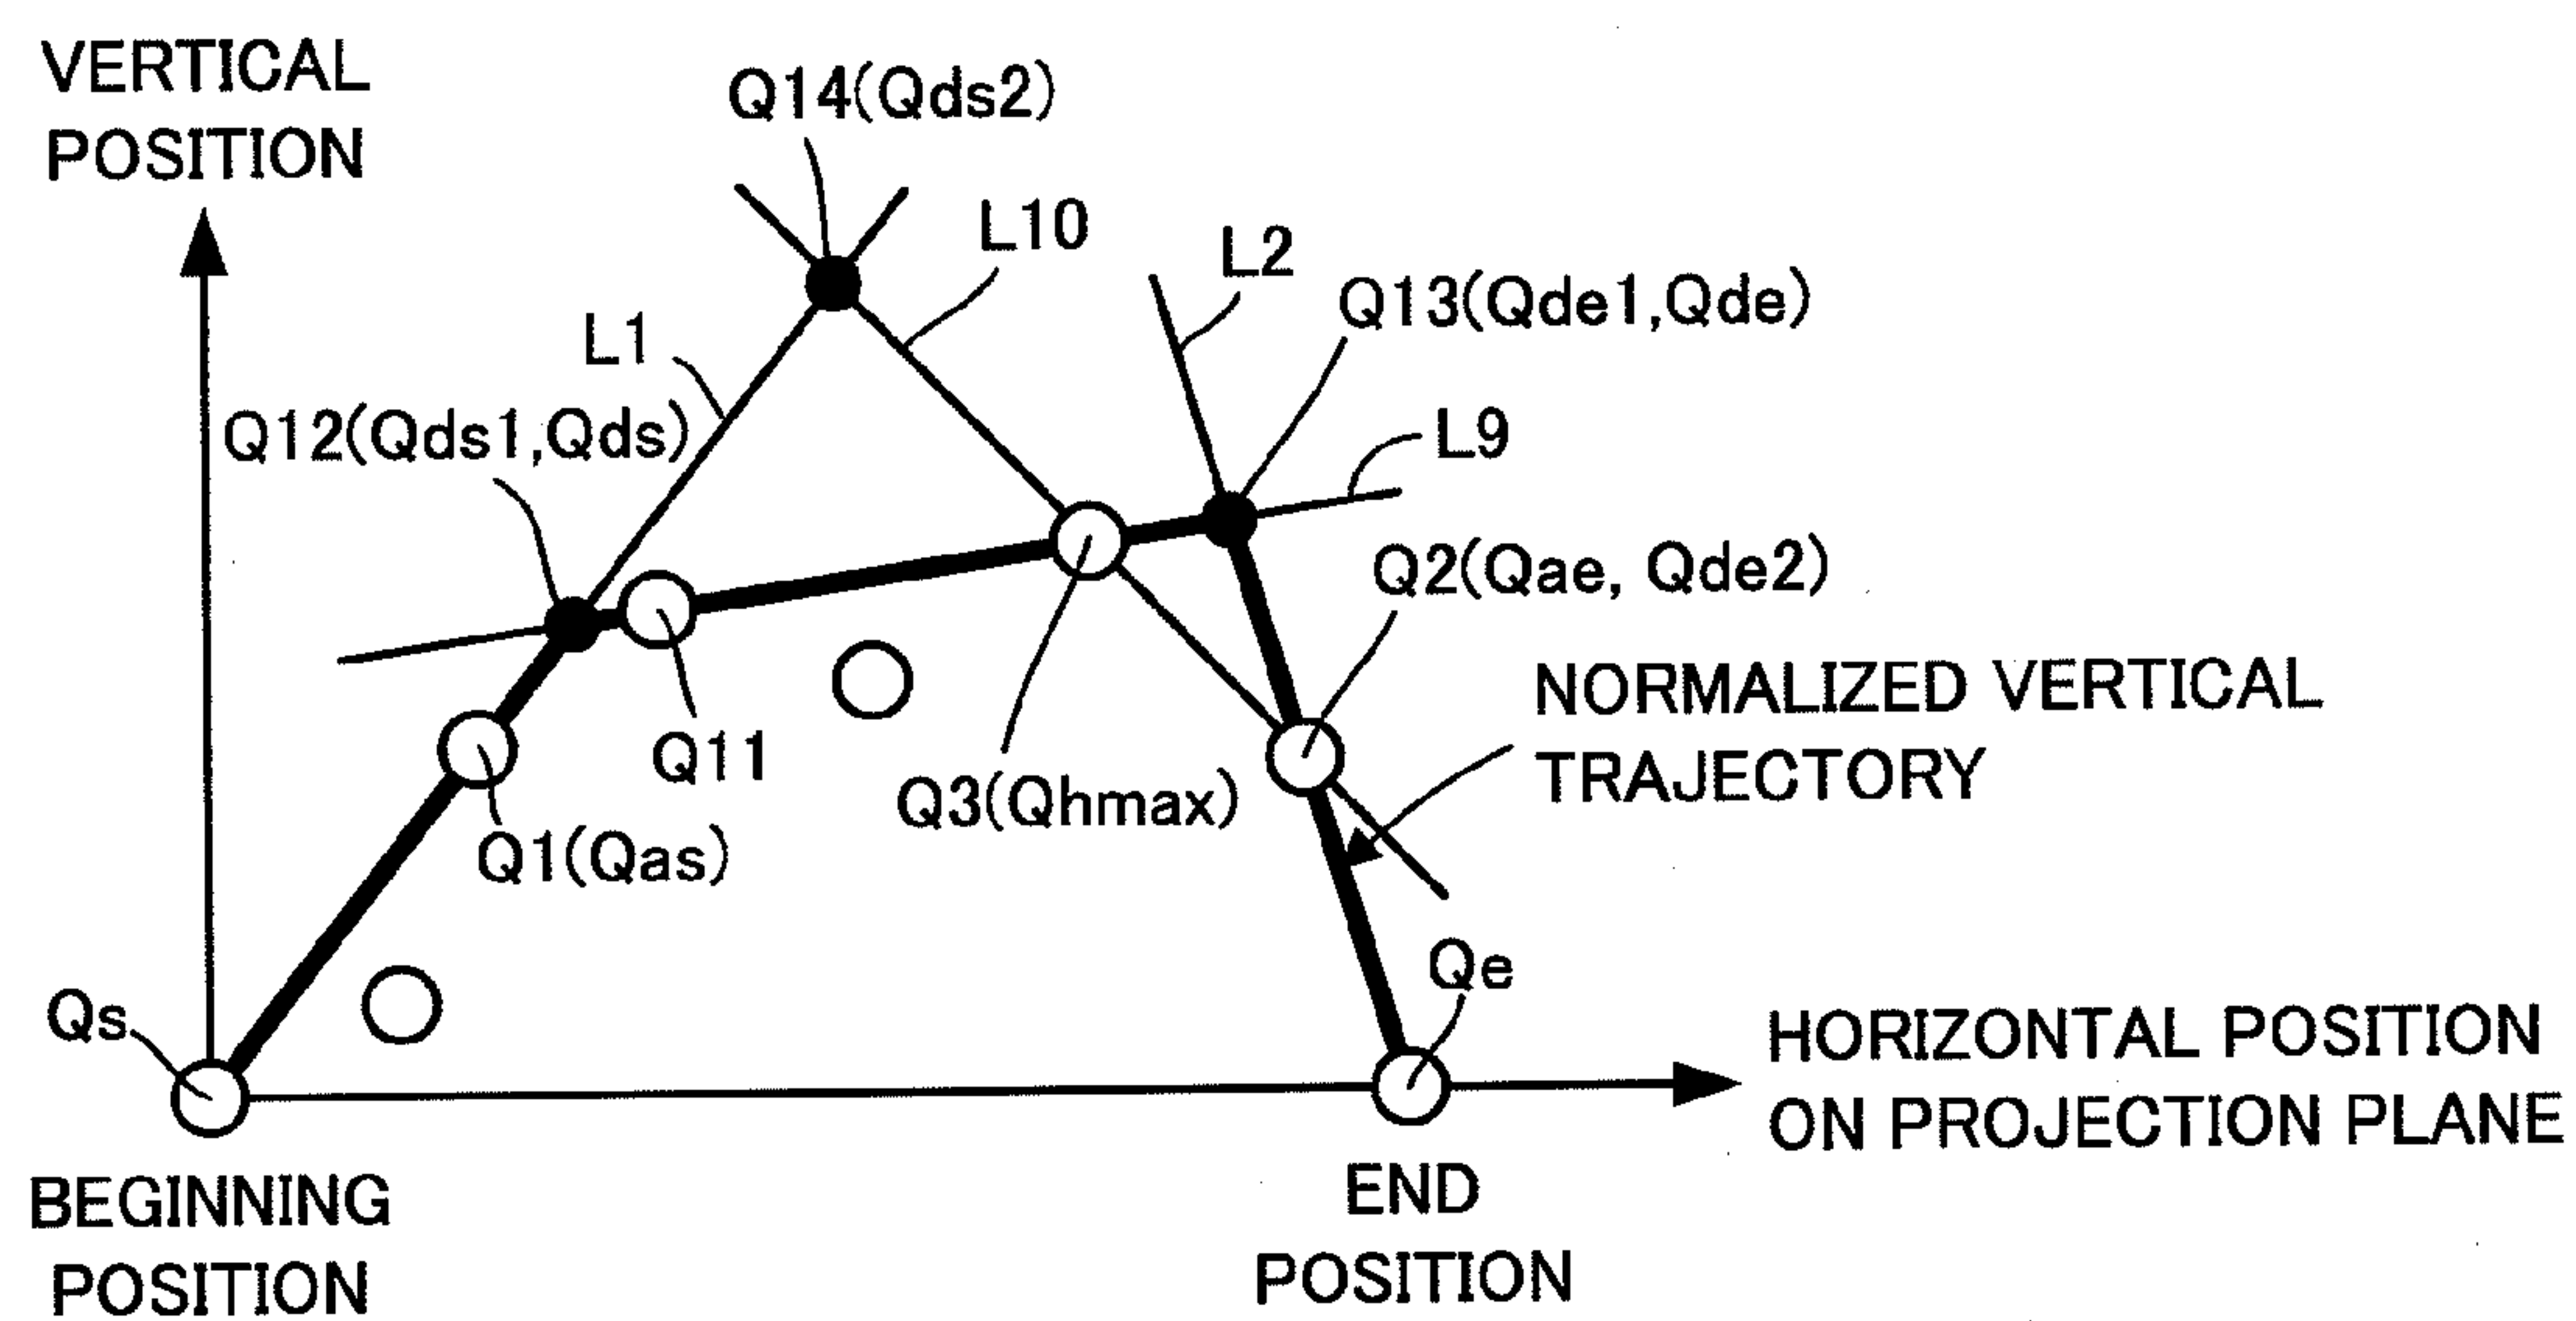 VERTICAL
POSITION
Q14(Qds2)
L10
L2
Q13(Qde1,Qde)
L1
Q12(Qds1,Qds)
L9
Q2(Qae, Qde2)
NORMALIZED VERTICAL
TRAJECTORY
Q11
Q3(Qhmax)
Q1(Qas)
Qe
Qs
HORIZONTAL POSITION
ON PROJECTION PLANE
BEGINNING
POSITION
END
POSITION